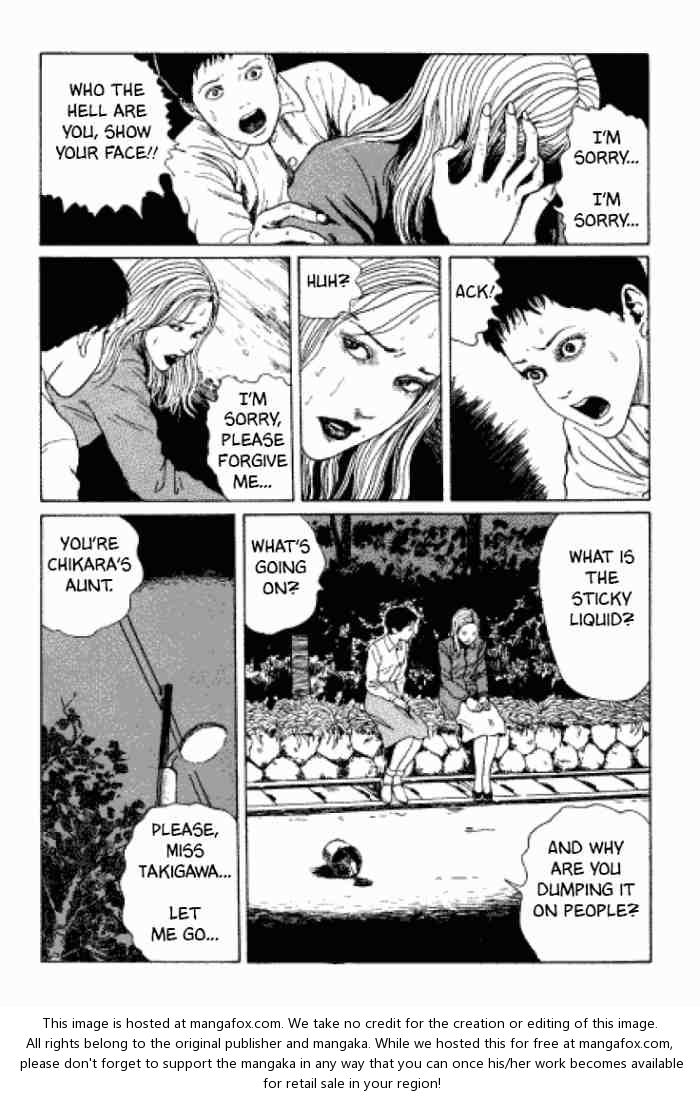 WHO THE
HELL ARE
YOU, SHOW
YOUR FACE!!
I'M
SORRY...
I'M
SORRY...
I'M
SORRY,
PLEASE
FORGIVE
ME...
HUH?
ACK!
YOU'RE
CHIKARA'S
AUNT.
PLEASE,
MISS
TAKIGAWA...
LET
ME GO...
WHAT'S
GOING
ON?
WHAT IS
THE
STICKY
LIQUID?
AND WHY
ARE YOU
DUMPING IT
ON PEOPLE?
This image is hosted at mangafox.com. We take no credit for the creation or editing of this image.
All rights belong to the original publisher and mangaka. While we hosted this for free at mangafox.com,
please don't forget to support the mangaka in any way that you can once his/her work becomes available
for retail sale in your region!